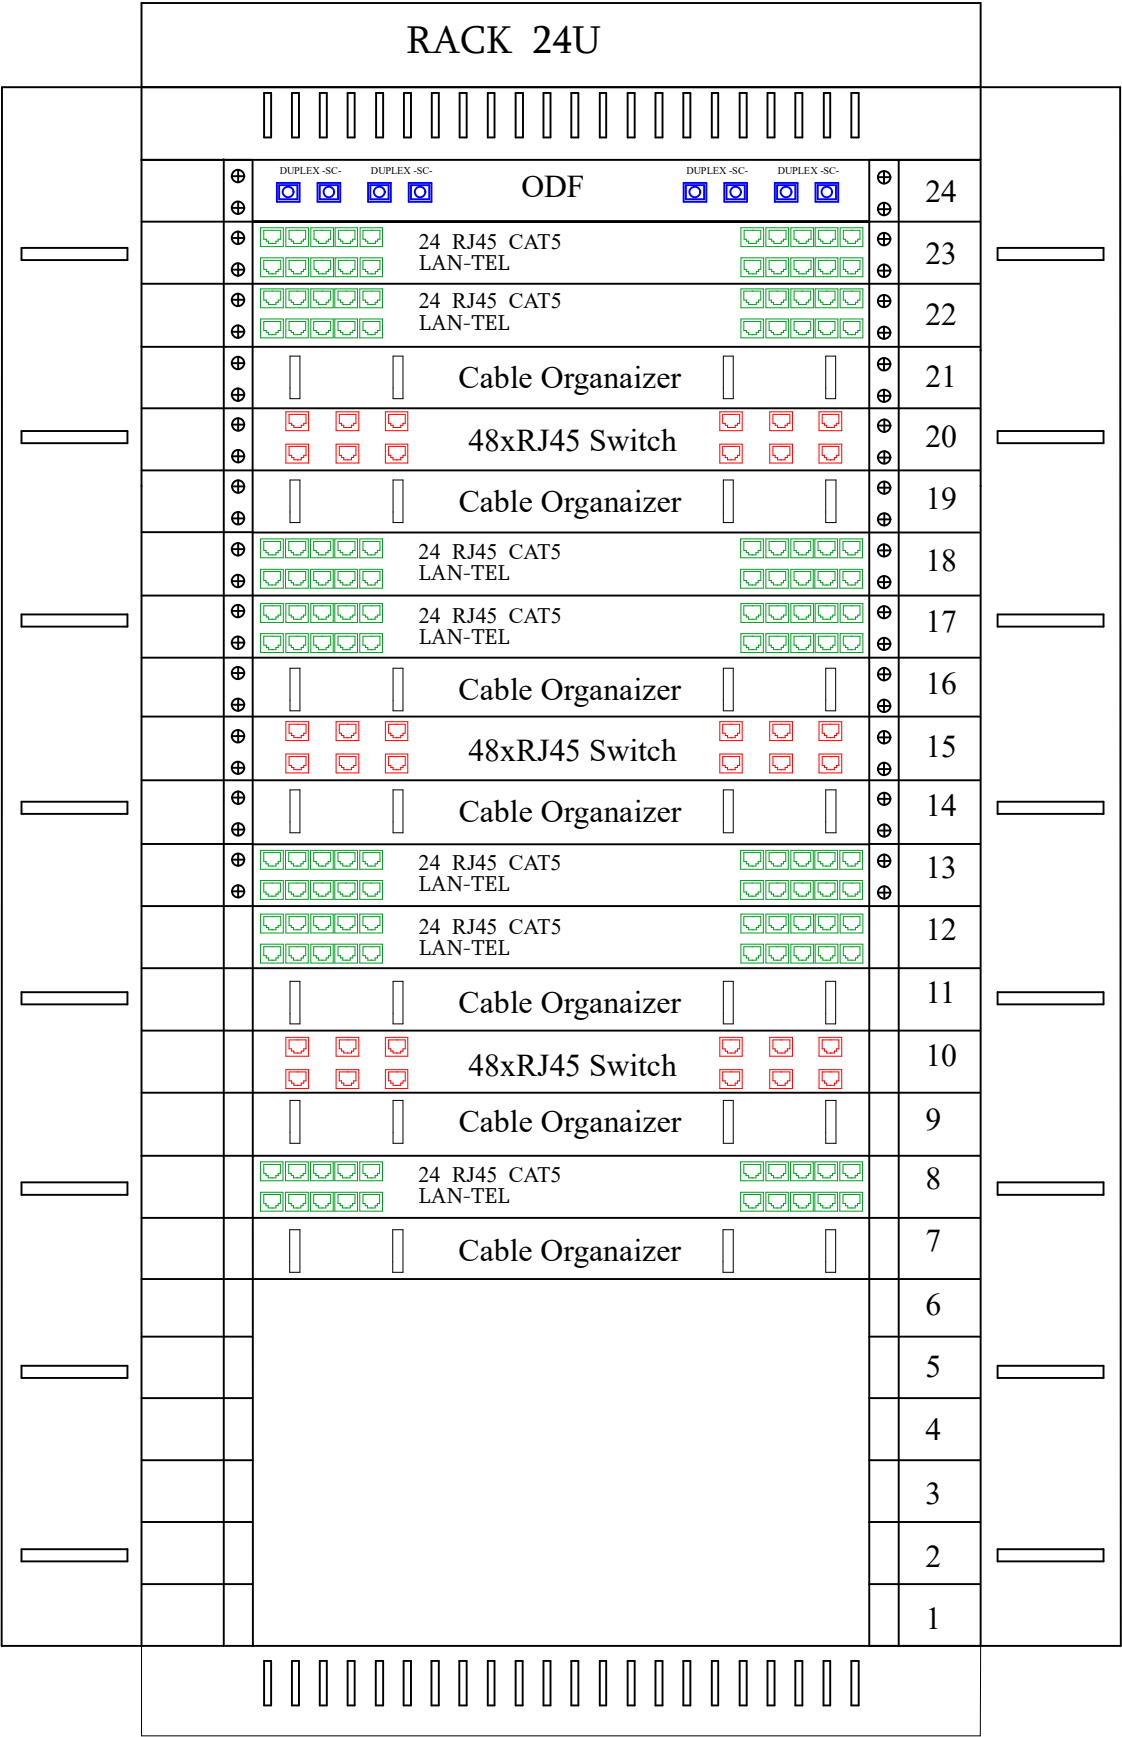 RACK 24U
DUPLEX -SC- DUPLEX -SC- ODF DUPLEX -SC- DUPLEX -SC- 24
24 RJ45 CAT5
LAN-TEL 23
24 RJ45 CAT5
LAN-TEL 22
Cable Organaizer 21
48xRJ45 Switch 20
Cable Organaizer 19
24 RJ45 CAT5
LAN-TEL 18
24 RJ45 CAT5
LAN-TEL 17
Cable Organaizer 16
48xRJ45 Switch 15
Cable Organaizer 14
24 RJ45 CAT5
LAN-TEL 13
24 RJ45 CAT5
LAN-TEL 12
Cable Organaizer 11
48xRJ45 Switch 10
Cable Organaizer 9
24 RJ45 CAT5
LAN-TEL 8
Cable Organaizer 7
6
5
4
3
2
1